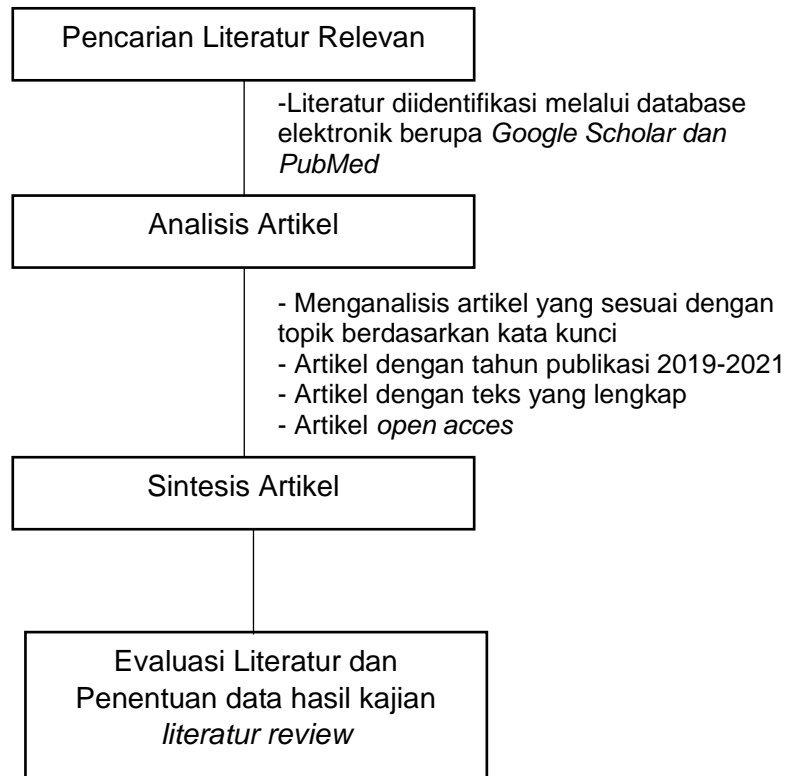 Pencarian Literatur Relevan
-Literatur diidentifikasi melalui database
elektronik berupa Google Scholar dan
PubMed
Analisis Artikel
- Menganalisis artikel yang sesuai dengan
topik berdasarkan kata kunci
- Artikel dengan tahun publikasi 2019-2021
- Artikel dengan teks yang lengkap
- Artikel open acces
Sintesis Artikel
Evaluasi Literatur dan
Penentuan data hasil kajian
literatur review